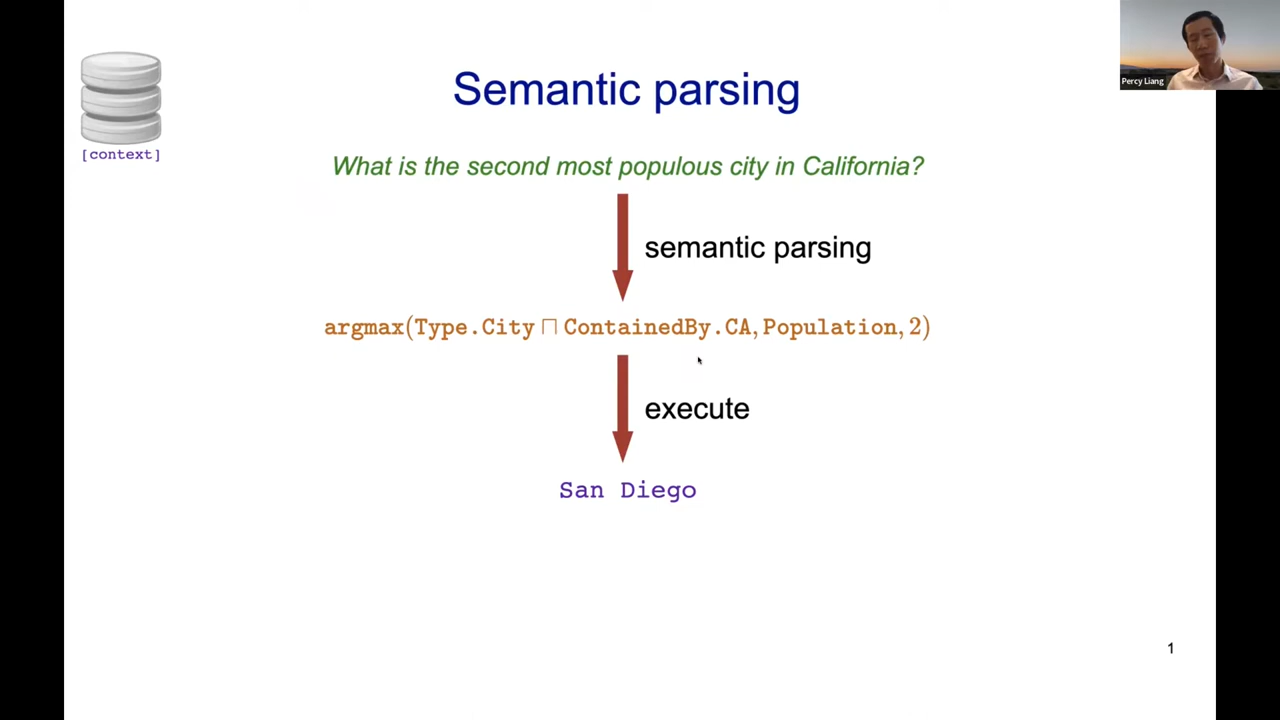 Semantic parsing
Percy Liang
[context]
What is the second most populous city in California?
semantic parsing
argmax(Type.City ⊓ ContainedBy.CA, Population, 2)
execute
San Diego
1